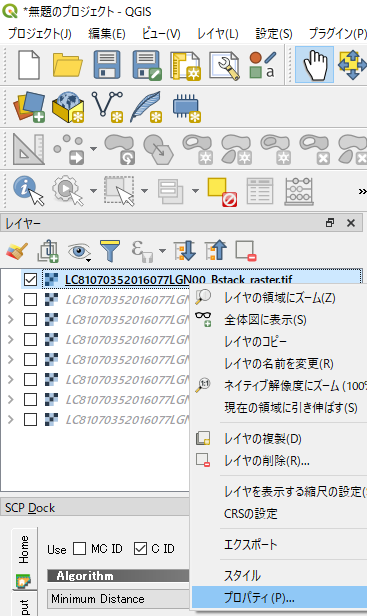 *無題のプロジェクト - QGIS
プロジェクト(J) 編集(E) ビュー(V) レイヤ(L) 設定(S) プラグイン(P)
»
レイヤー
LC81070352016077LGN00_Bstack_raster.tif
LC81070352016077LGN
LC81070352016077LGN
LC81070352016077LGN
LC81070352016077LGN
LC81070352016077LGN
LC81070352016077LGN
LC81070352016077LGN
レイヤの領域にズーム(Z)
全体図に表示(S)
レイヤのコピー
レイヤの名前を変更(R)
ネイティブ解像度にズーム (100%
現在の領域に引き伸ばす(S)
レイヤの複製(D)
レイヤの削除(R)...
レイヤを表示する縮尺の設定(
CRSの設定
エクスポート
スタイル
プロパティ(P)...
SCP Dock
Home
Use MC ID C ID
Algorithm
Minimum Distance